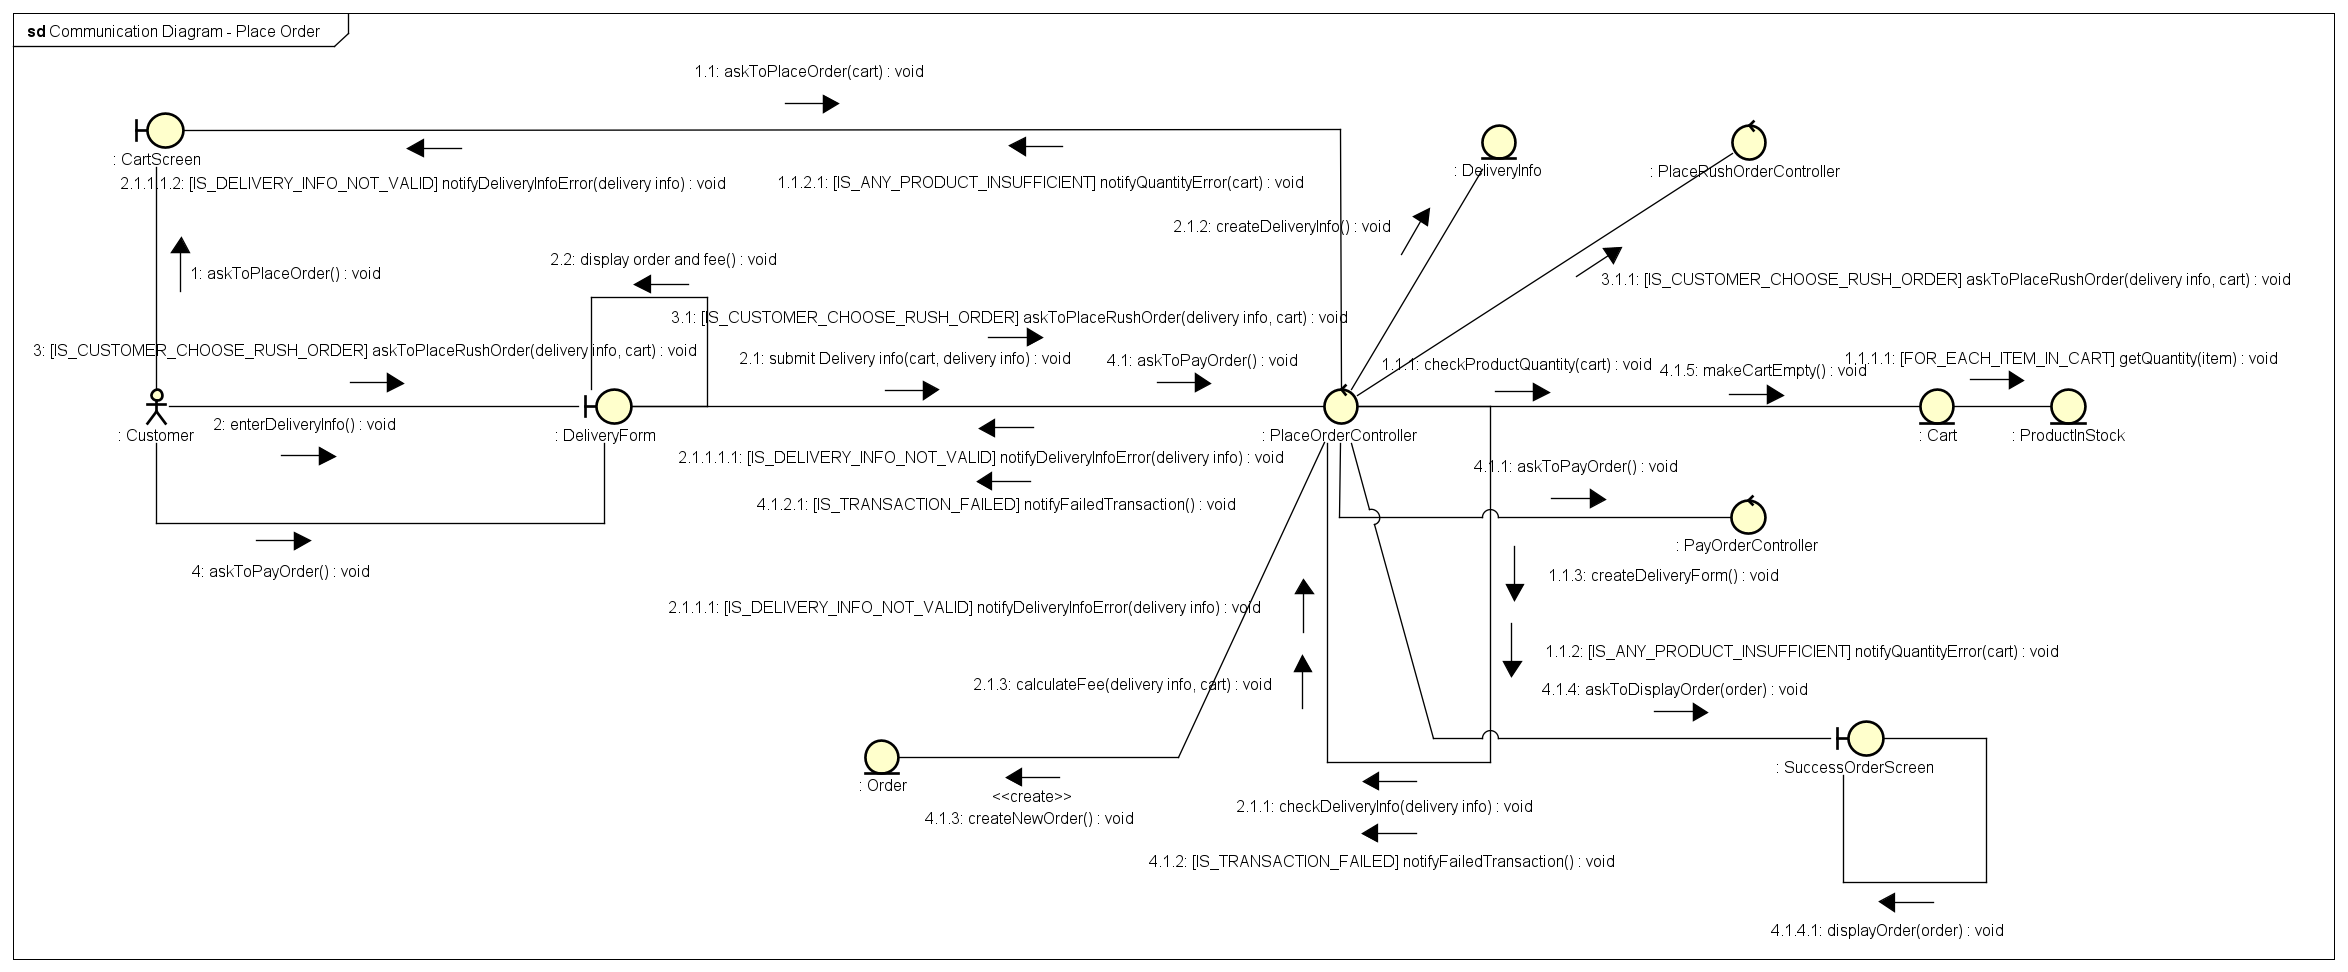 sd Communication Diagram - Place Order
1.1: askToPlaceOrder(cart) : void
: CartScreen
: DeliveryInfo
: PlaceRushOrderController
2.1.1.1.2: [IS_DELIVERY_INFO_NOT_VALID] notifyDeliveryInfoError(delivery info) : void
1.1.2.1: [IS_ANY_PRODUCT_INSUFFICIENT] notifyQuantityError(cart) : void
2.1.2: createDeliveryInfo() : void
2.2: display order and fee() : void
1: askToPlaceOrder() : void
3.1.1: [IS_CUSTOMER_CHOOSE_RUSH_ORDER] askToPlaceRushOrder(delivery info, cart) : void
3.1: [IS_CUSTOMER_CHOOSE_RUSH_ORDER] askToPlaceRushOrder(delivery info, cart) : void
3: [IS_CUSTOMER_CHOOSE_RUSH_ORDER] askToPlaceRushOrder(delivery info, cart) : void
2.1: submit Delivery info(cart, delivery info) : void
4.1: askToPayOrder() : void
1.1.1: checkProductQuantity(cart) : void
4.1.5: makeCartEmpty() : void
1.1.1.1: [FOR_EACH_ITEM_IN_CART] getQuantity(item) : void
2: enterDeliveryInfo() : void
: Customer
: DeliveryForm
: PlaceOrderController
: Cart
: ProductInStock
2.1.1.1.1: [IS_DELIVERY_INFO_NOT_VALID] notifyDeliveryInfoError(delivery info) : void
4.1.1: askToPayOrder() : void
4.1.2.1: [IS_TRANSACTION_FAILED] notifyFailedTransaction() : void
: PayOrderController
4: askToPayOrder() : void
1.1.3: createDeliveryForm() : void
2.1.1.1: [IS_DELIVERY_INFO_NOT_VALID] notifyDeliveryInfoError(delivery info) : void
1.1.2: [IS_ANY_PRODUCT_INSUFFICIENT] notifyQuantityError(cart) : void
2.1.3: calculateFee(delivery info, cart) : void
4.1.4: askToDisplayOrder(order) : void
: SuccessOrderScreen
: Order
<<create>>
4.1.3: createNewOrder() : void
2.1.1: checkDeliveryInfo(delivery info) : void
4.1.2: [IS_TRANSACTION_FAILED] notifyFailedTransaction() : void
4.1.4.1: displayOrder(order) : void